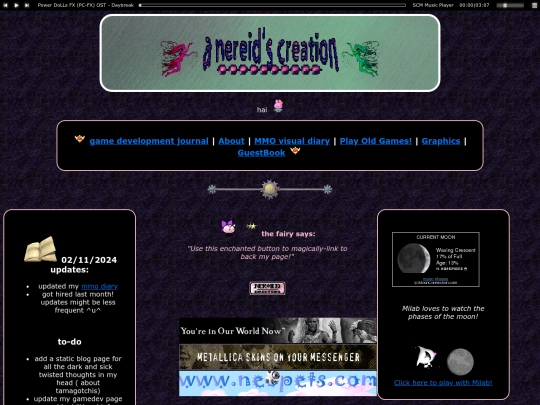 Power DoLLs FX (PC-FX) OST - Daybreak
SCM Music Player
00:00|03:07
a nereid's creation
hai
game development journal | About | MMO visual diary | Play Old Games! | Graphics |
GuestBook
02/11/2024
updates:
updated my mmo diary
got hired last month!
updates might be less
frequent ^u^
to-do
add a static blog page for
all the dark and sick
twisted thoughts in my
head ( about
tamagotchis)
update my gamedev page
the fairy says:
"Use this enchanted button to magically-link to
back my page!"
You're in Our World Now™
METALLICA SKINS ON YOUR MESSENGER
www.neopets.com
CURRENT MOON
Waxing Crescent
17% of Full
Age: 13%
Milab loves to watch the
phases of the moon!
Click here to play with Milab!